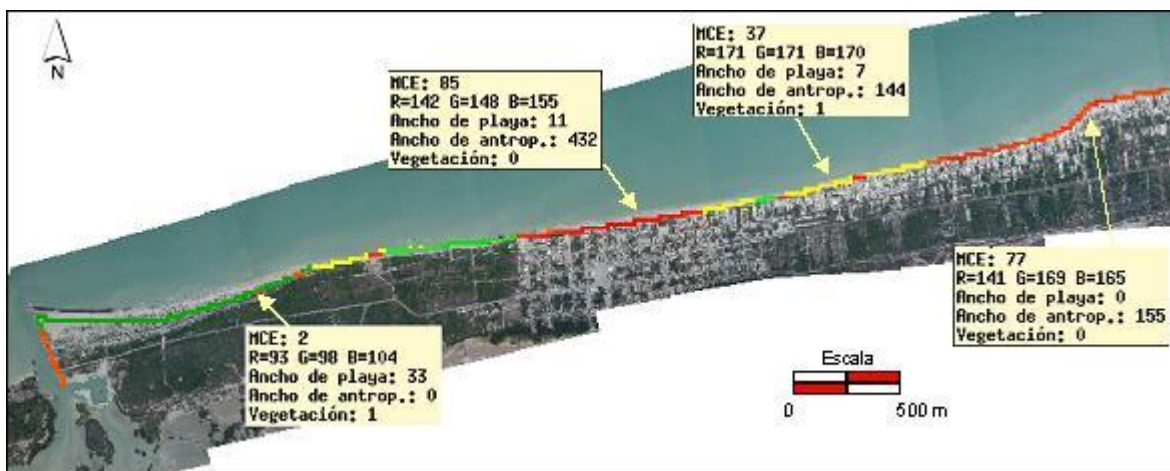 N
MCE: 85
R=142 G=148 B=155
Ancho de playa: 11
Ancho de antrop.: 432
Vegetación: 0
MCE: 37
R=171 G=171 B=170
Ancho de playa: 7
Ancho de antrop.: 144
Vegetación: 1
MCE: 2
R=93 G=98 B=104
Ancho de playa: 33
Ancho de antrop.: 0
Vegetación: 1
MCE: 77
R=141 G=169 B=165
Ancho de playa: 0
Ancho de antrop.: 155
Vegetación: 0
Escala
0 500 m